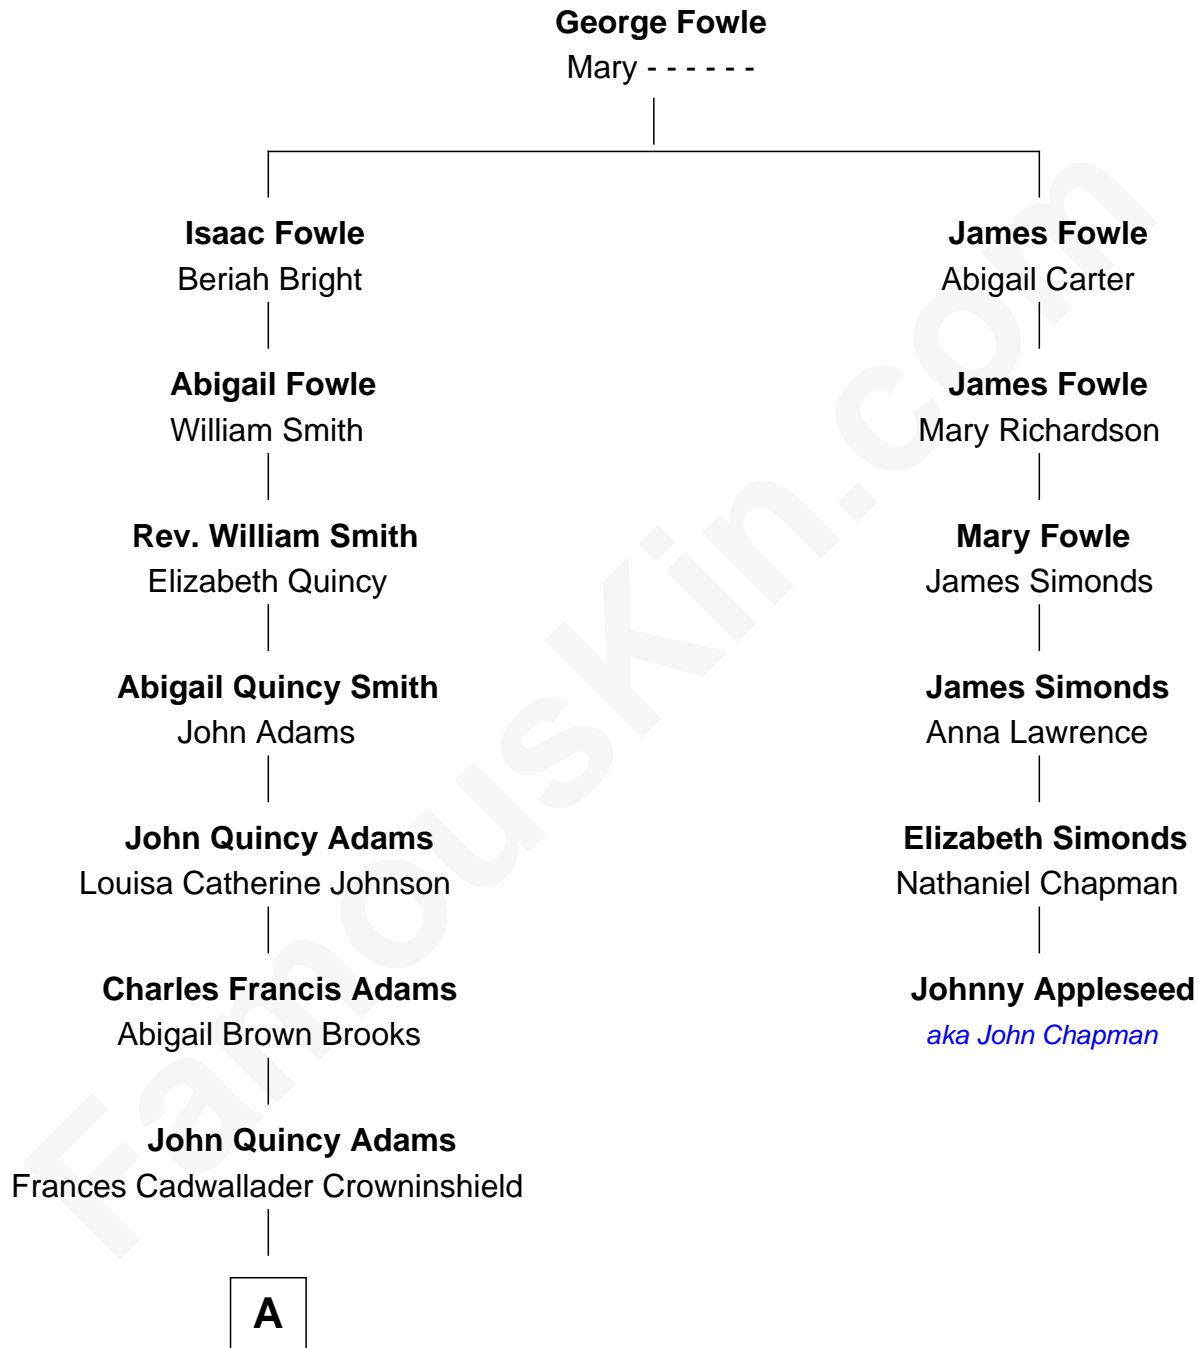 George Fowle
Mary - - - - - -
Isaac Fowle
Beriah Bright
Abigail Fowle
William Smith
Rev. William Smith
Elizabeth Quincy
Abigail Quincy Smith
John Adams
John Quincy Adams
Louisa Catherine Johnson
Charles Francis Adams
Abigail Brown Brooks
John Quincy Adams
Frances Cadwallader Crowninshield
A
James Fowle
Abigail Carter
James Fowle
Mary Richardson
Mary Fowle
James Simonds
James Simonds
Anna Lawrence
Elizabeth Simonds
Nathaniel Chapman
Johnny Appleseed
aka John Chapman
FamousKin.com